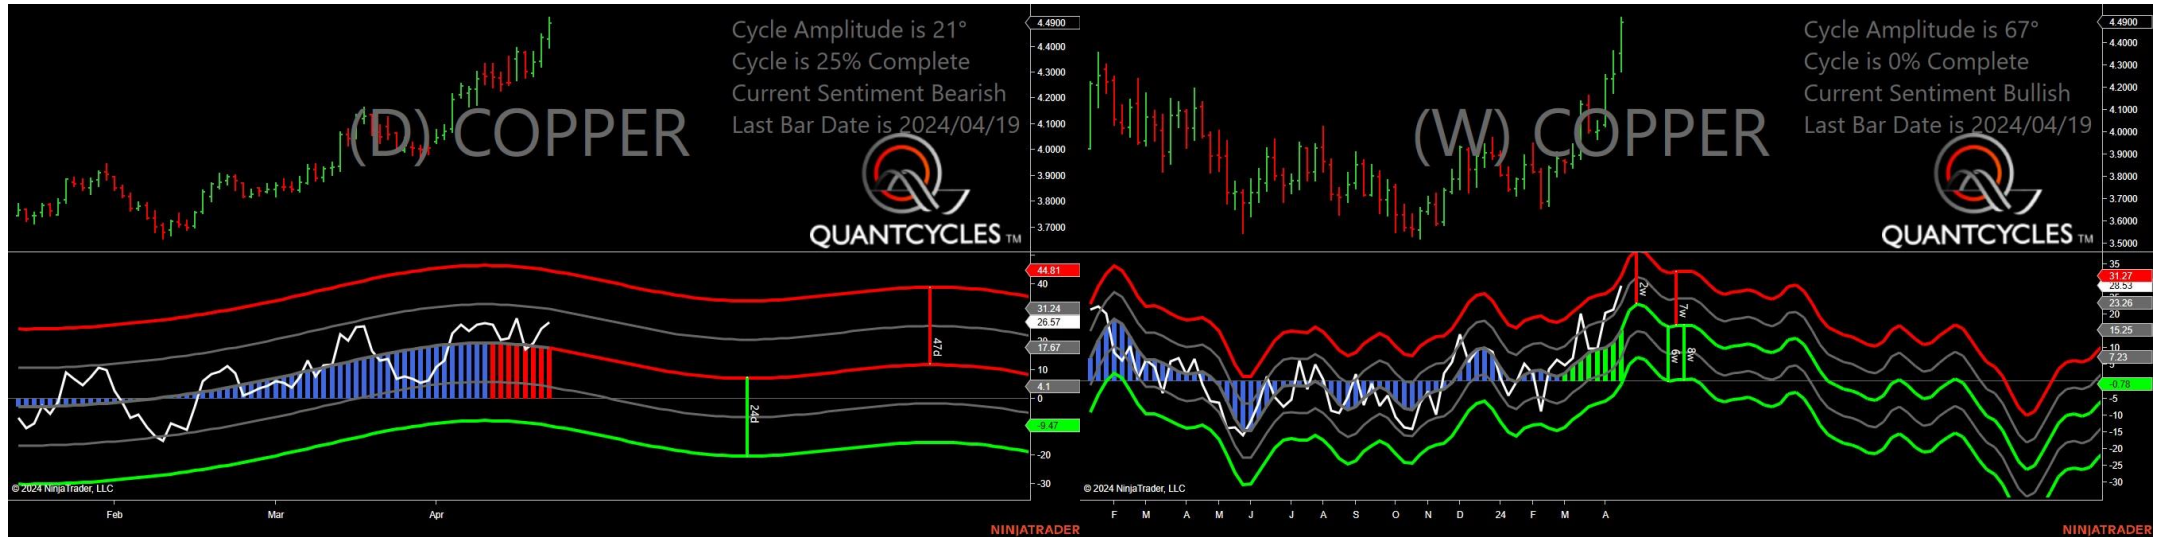 Cycle Amplitude is 21°
Cycle is 25% Complete
Current Sentiment Bearish
Last Bar Date is 2024/04/19
(D) COPPER
QUANTCYCLES TM
4.4900
4.4000
4.3000
4.2000
4.1000
4.0000
3.9000
3.8000
3.7000
44.81
40
31.24
26.57
17.67
10
4.1
0
-9.47
-20
-30
47d
24d
© 2024 NinjaTrader, LLC
Feb Mar Apr
NINJATRADER
Cycle Amplitude is 67°
Cycle is 0% Complete
Current Sentiment Bullish
Last Bar Date is 2024/04/19
(W) COPPER
QUANTCYCLES TM
4.4900
4.4000
4.3000
4.2000
4.1000
4.0000
3.9000
3.8000
3.7000
3.6000
3.5000
35
31.27
28.53
23.26
20
15.25
10
7.23
5
-0.78
-5
-10
-15
-20
-25
-30
2w
7w
6w
8w
© 2024 NinjaTrader, LLC
F M A M J J A S O N D 24 F M A
NINJATRADER